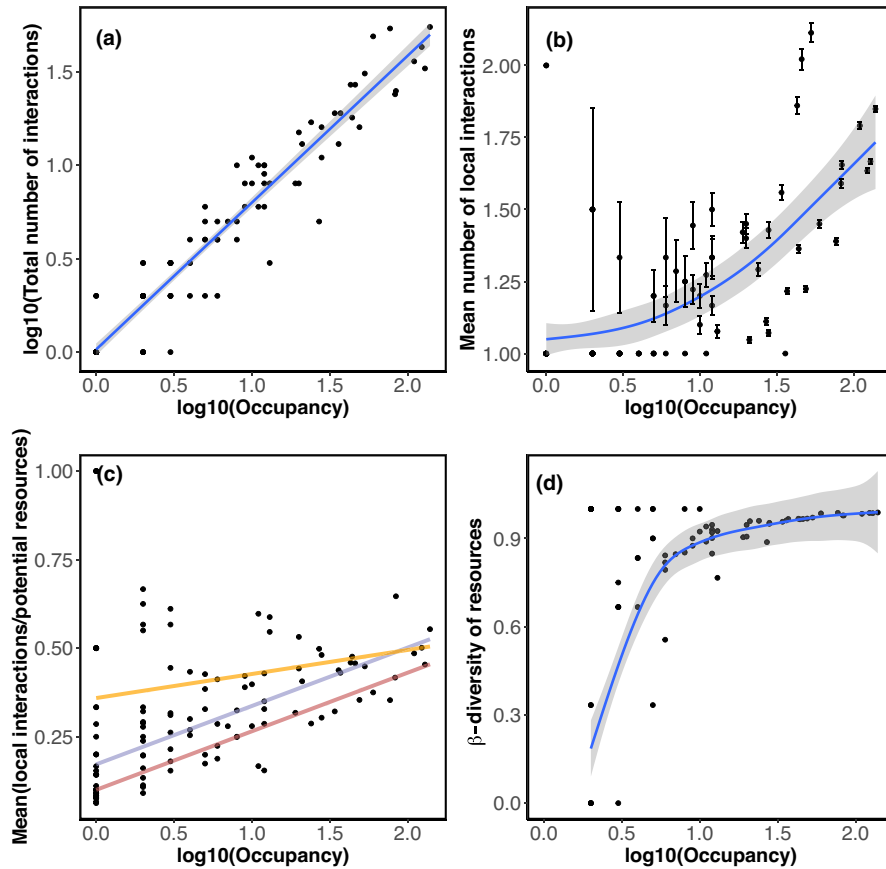 (a)
log10(Total number of interactions)
1.5
1.0
0.5
0.0
0.0 0.5 1.0 1.5 2.0
log10(Occupancy)
(b)
Mean number of local interactions
2.00
1.75
1.50
1.25
1.00
0.0 0.5 1.0 1.5 2.0
log10(Occupancy)
(c)
Mean(local interactions/potential resources)
1.00
0.75
0.50
0.25
0.0 0.5 1.0 1.5 2.0
log10(Occupancy)
(d)
β−diversity of resources
0.9
0.6
0.3
0.0
0.0 0.5 1.0 1.5 2.0
log10(Occupancy)